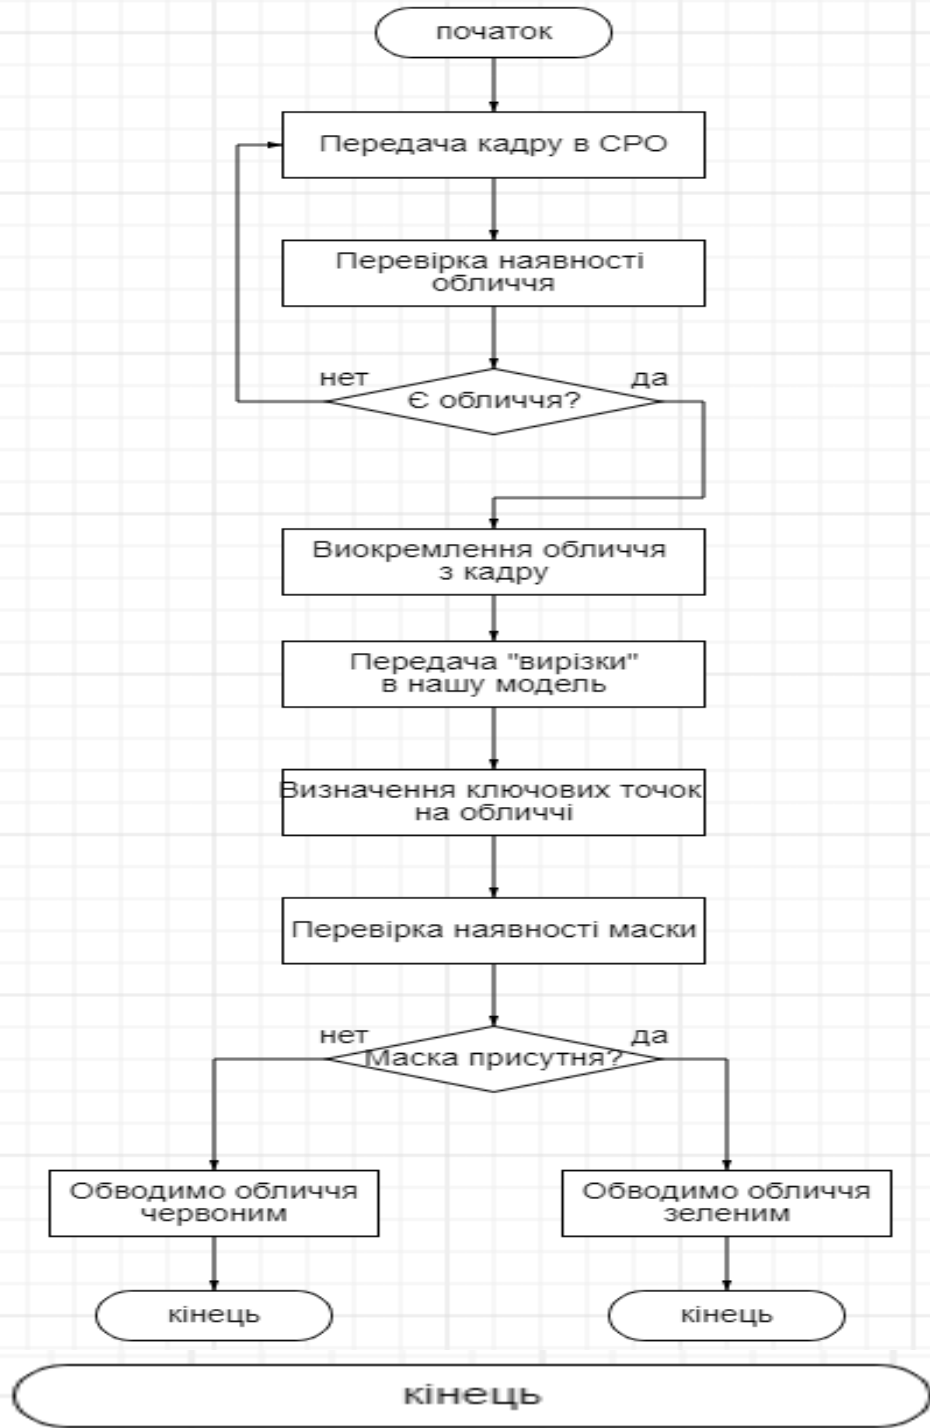 початок
Передача кадру в СРО
Перевірка наявності
обличчя
нет
да
Є обличчя?
Виокремлення обличчя
з кадру
Передача "вирізки"
в нашу модель
Визначення ключових точок
на обличчі
Перевірка наявності маски
нет
да
Маска присутня?
Обводимо обличчя
червоним
Обводимо обличчя
зеленим
кінець
кінець
кінець